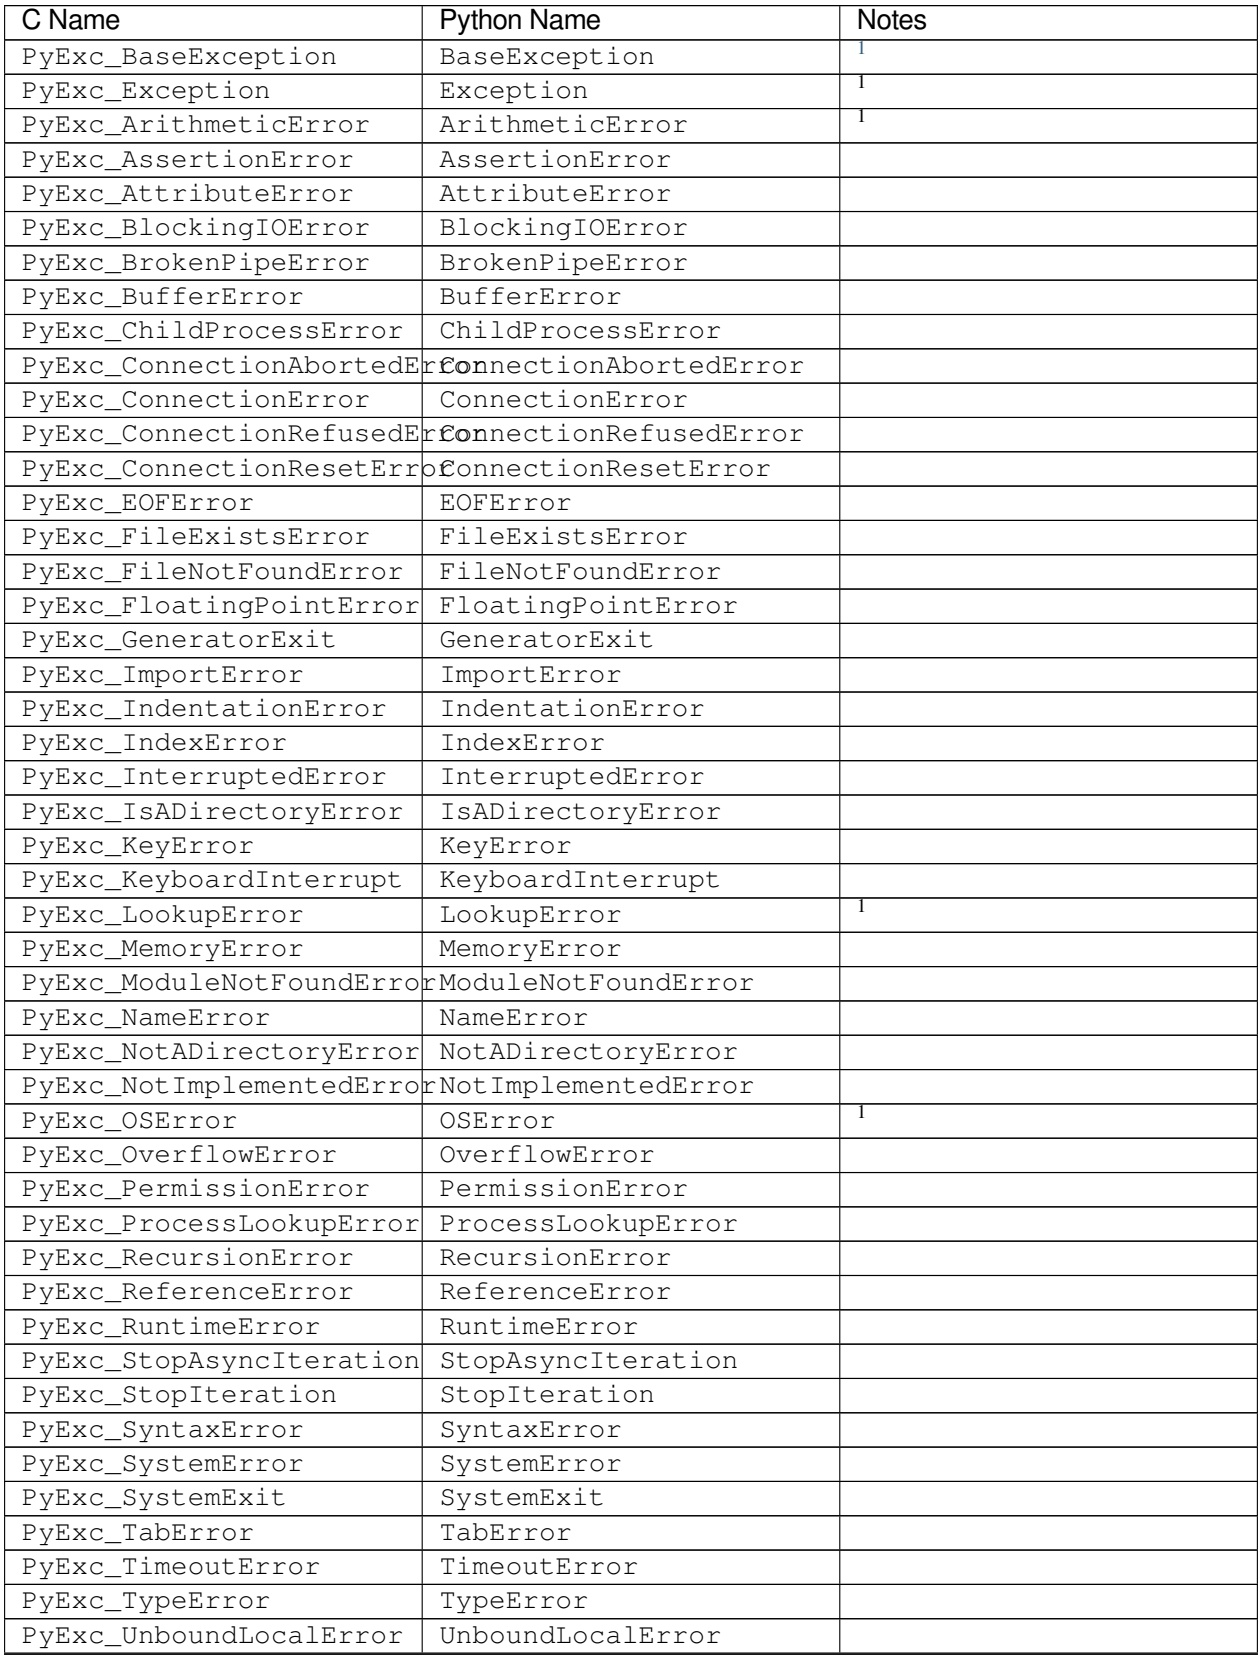 C Name Python Name Notes
PyExc_BaseException BaseException 1
PyExc_Exception Exception 1
PyExc_ArithmeticError ArithmeticError 1
PyExc_AssertionError AssertionError
PyExc_AttributeError AttributeError
PyExc_BlockingIOError BlockingIOError
PyExc_BrokenPipeError BrokenPipeError
PyExc_BufferError BufferError
PyExc_ChildProcessError ChildProcessError
PyExc_ConnectionAbortedError ConnectionAbortedError
PyExc_ConnectionError ConnectionError
PyExc_ConnectionRefusedError ConnectionRefusedError
PyExc_ConnectionResetError ConnectionResetError
PyExc_EOFError EOFError
PyExc_FileExistsError FileExistsError
PyExc_FileNotFoundError FileNotFoundError
PyExc_FloatingPointError FloatingPointError
PyExc_GeneratorExit GeneratorExit
PyExc_ImportError ImportError
PyExc_IndentationError IndentationError
PyExc_IndexError IndexError
PyExc_InterruptedError InterruptedError
PyExc_IsADirectoryError IsADirectoryError
PyExc_KeyError KeyError
PyExc_KeyboardInterrupt KeyboardInterrupt
PyExc_LookupError LookupError 1
PyExc_MemoryError MemoryError
PyExc_ModuleNotFoundError ModuleNotFoundError
PyExc_NameError NameError
PyExc_NotADirectoryError NotADirectoryError
PyExc_NotImplementedError NotImplementedError
PyExc_OSError OSError 1
PyExc_OverflowError OverflowError
PyExc_PermissionError PermissionError
PyExc_ProcessLookupError ProcessLookupError
PyExc_RecursionError RecursionError
PyExc_ReferenceError ReferenceError
PyExc_RuntimeError RuntimeError
PyExc_StopAsyncIteration StopAsyncIteration
PyExc_StopIteration StopIteration
PyExc_SyntaxError SyntaxError
PyExc_SystemError SystemError
PyExc_SystemExit SystemExit
PyExc_TabError TabError
PyExc_TimeoutError TimeoutError
PyExc_TypeError TypeError
PyExc_UnboundLocalError UnboundLocalError